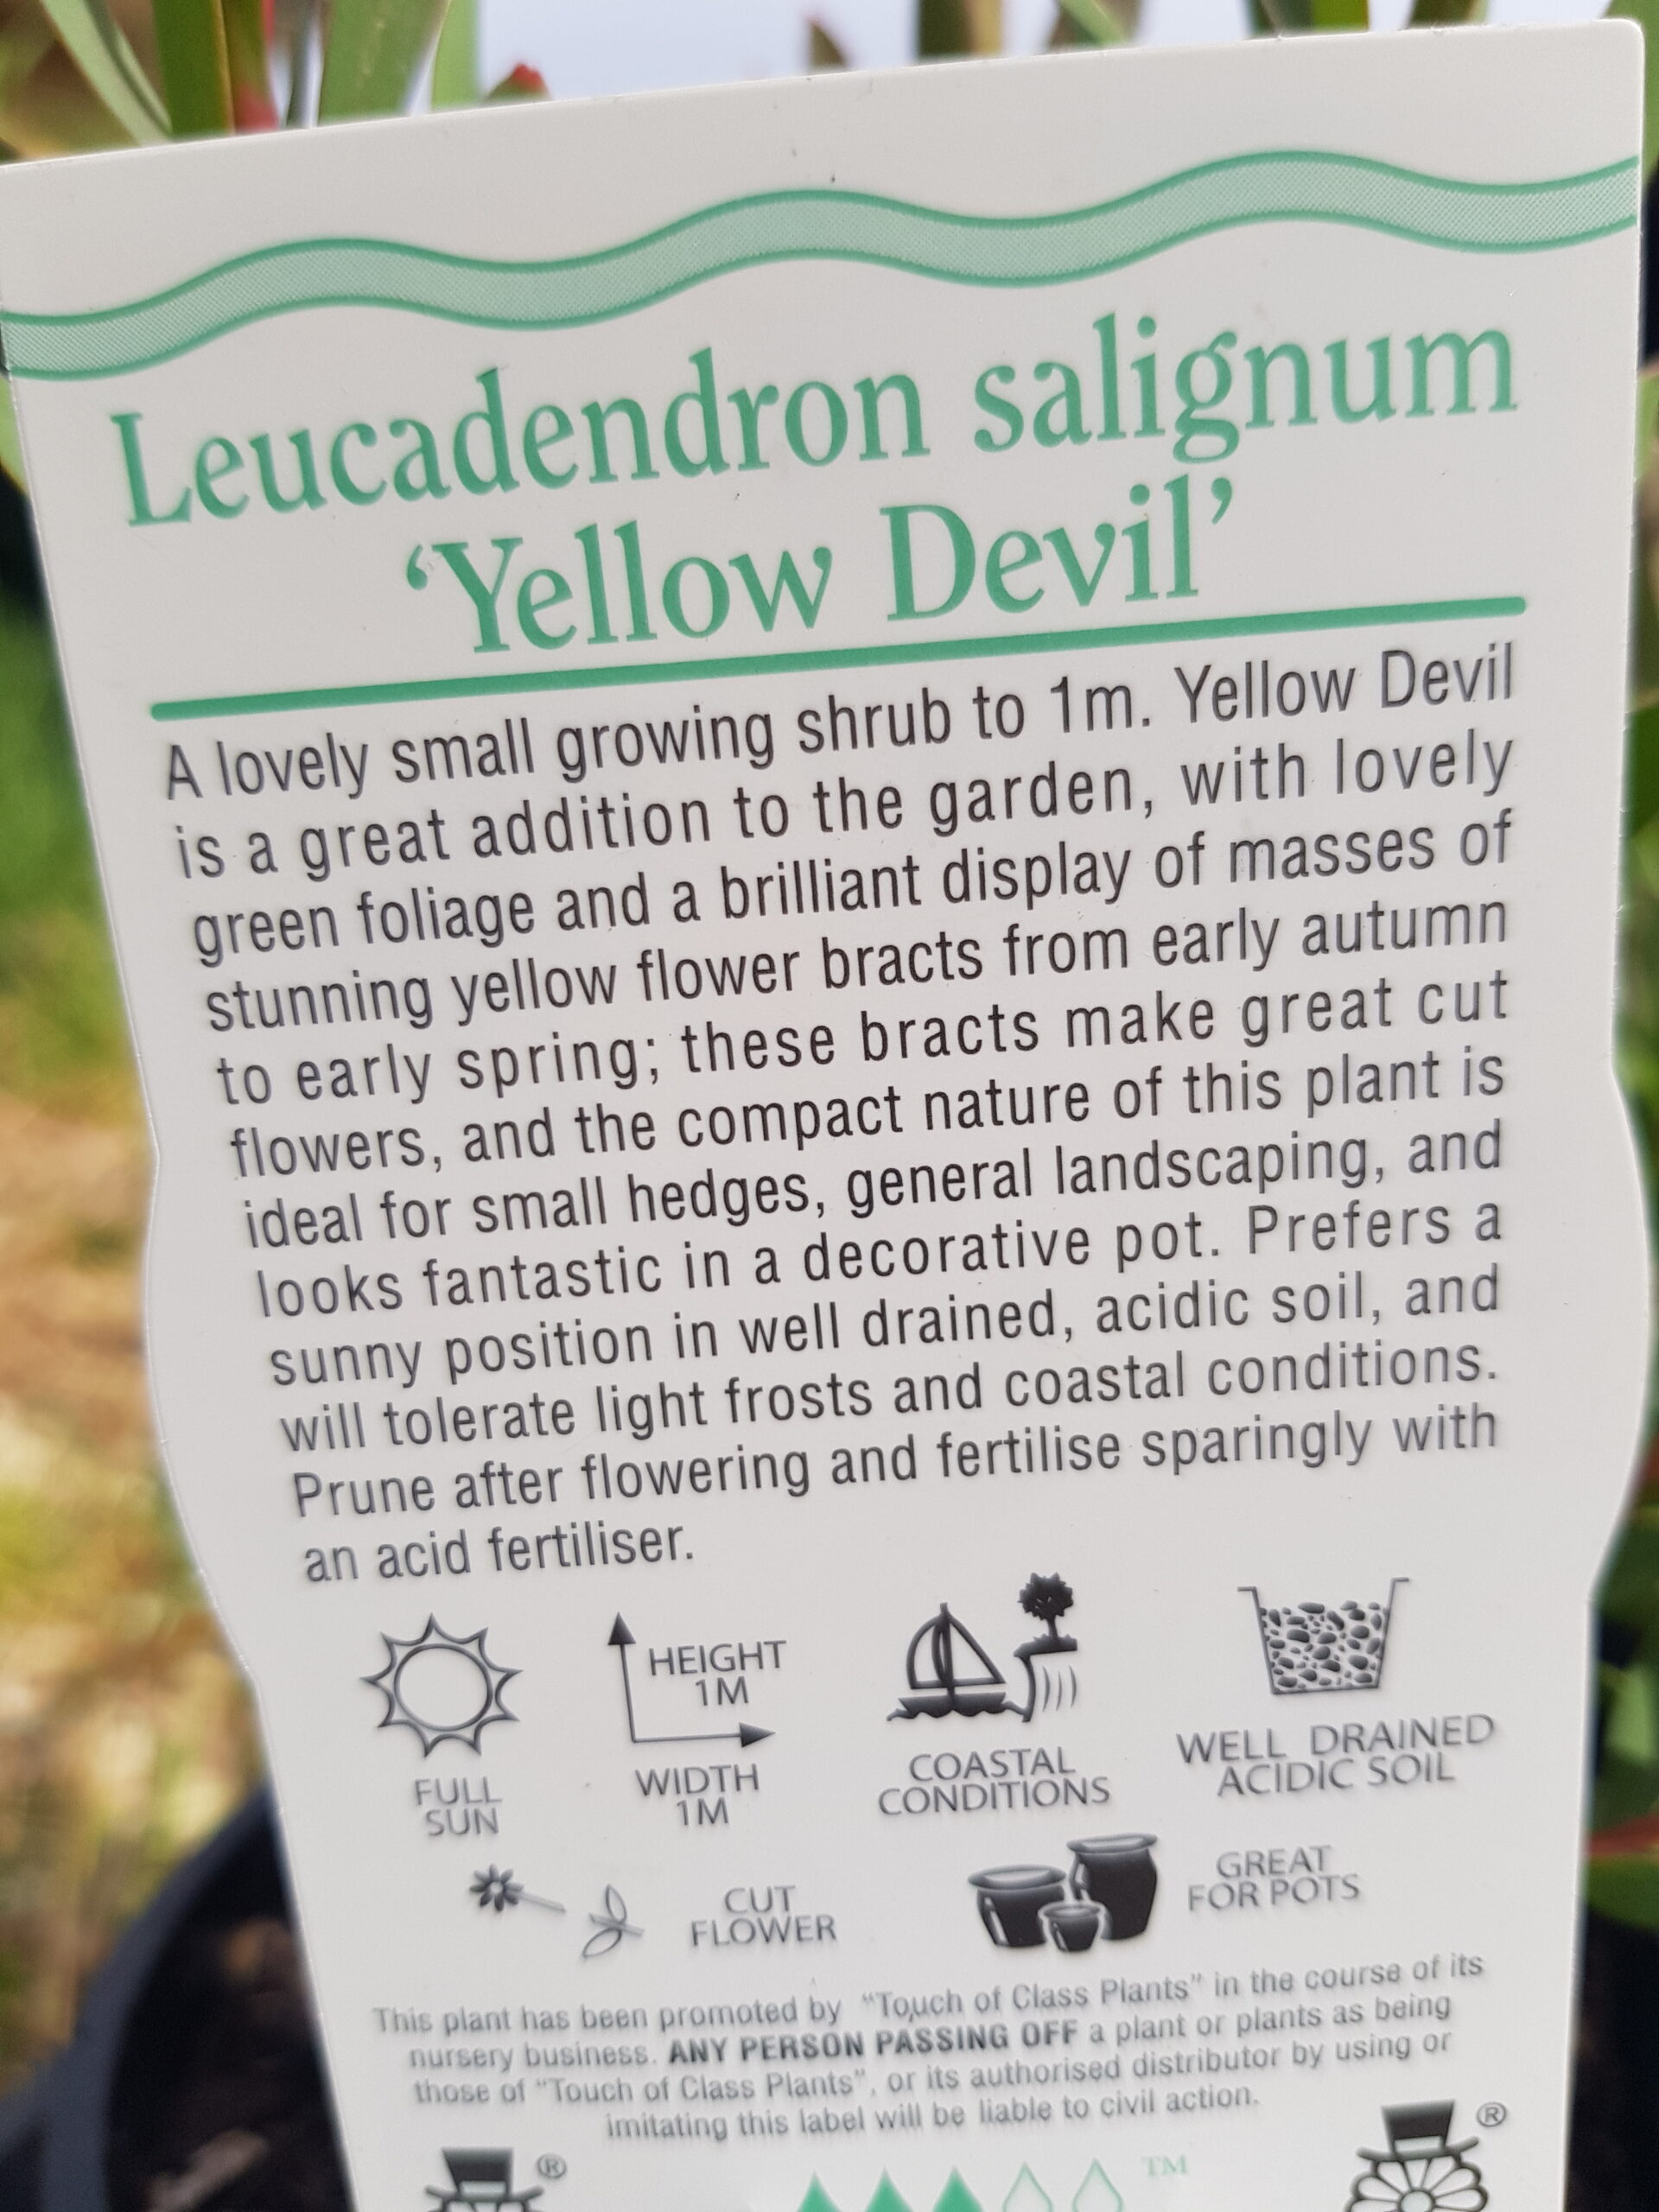 Leucadendron salignum
‘Yellow Devil’
A lovely small growing shrub to 1m. Yellow Devil
is a great addition to the garden, with lovely
green foliage and a brilliant display of masses of
stunning yellow flower bracts from early autumn
to early spring; these bracts make great cut
flowers, and the compact nature of this plant is
ideal for small hedges, general landscaping, and
looks fantastic in a decorative pot. Prefers a
sunny position in well drained, acidic soil, and
will tolerate light frosts and coastal conditions.
Prune after flowering and fertilise sparingly with
an acid fertiliser.
FULL
SUN
HEIGHT
1M
WIDTH
1M
COASTAL
CONDITIONS
WELL DRAINED
ACIDIC SOIL
CUT
FLOWER
GREAT
FOR POTS
This plant has been promoted by “Touch of Class Plants” in the course of its
nursery business. ANY PERSON PASSING OFF a plant or plants as being
those of “Touch of Class Plants”, or its authorised distributor by using or
imitating this label will be liable to civil action.
®
TM
®